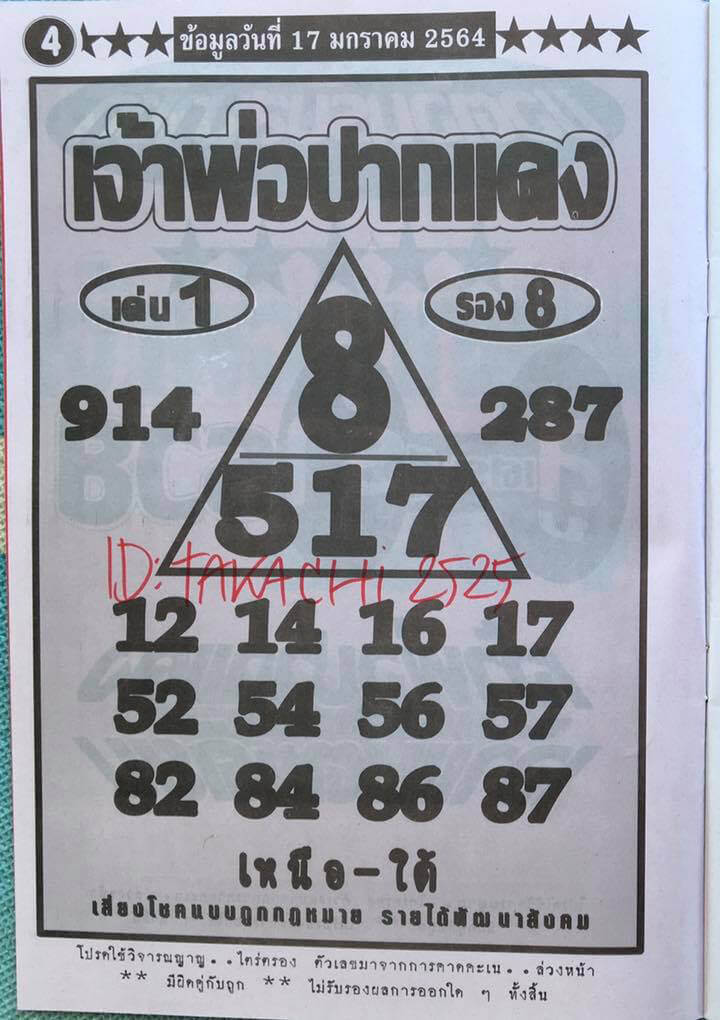 4 ข้อมูลวันที่ 17 มกราคม 2564
เจ้าพ่อปากแดง
เด่น 1 รอง 8
8
914 287
517
ID: TAKACHi 2525
12 14 16 17
52 54 56 57
82 84 86 87
เหนือ-ใต้
เสี่ยงโชคแบบถูกกฎหมาย รายได้พัฒนาสังคม
โปรดใช้วิจารณญาญ..ไตร่ตรอง ตัวเลขมาจากการคาดคะเน..ล่วงหน้า
** มีผิดคู่กับถูก ** ไม่รับรองผลการออกใด ๆ ทั้งสิ้น